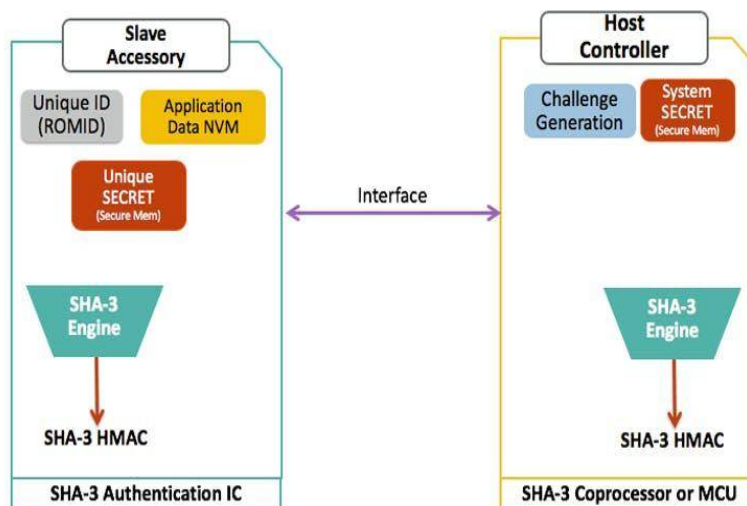 Slave
Accessory
Unique ID
(ROMID)
Application
Data NVM
Unique
SECRET
(Secure Mem)
SHA-3
Engine
SHA-3 HMAC
SHA-3 Authentication IC
Interface
Host
Controller
Challenge
Generation
System
SECRET
(Secure Mem)
SHA-3
Engine
SHA-3 HMAC
SHA-3 Coprocessor or MCU